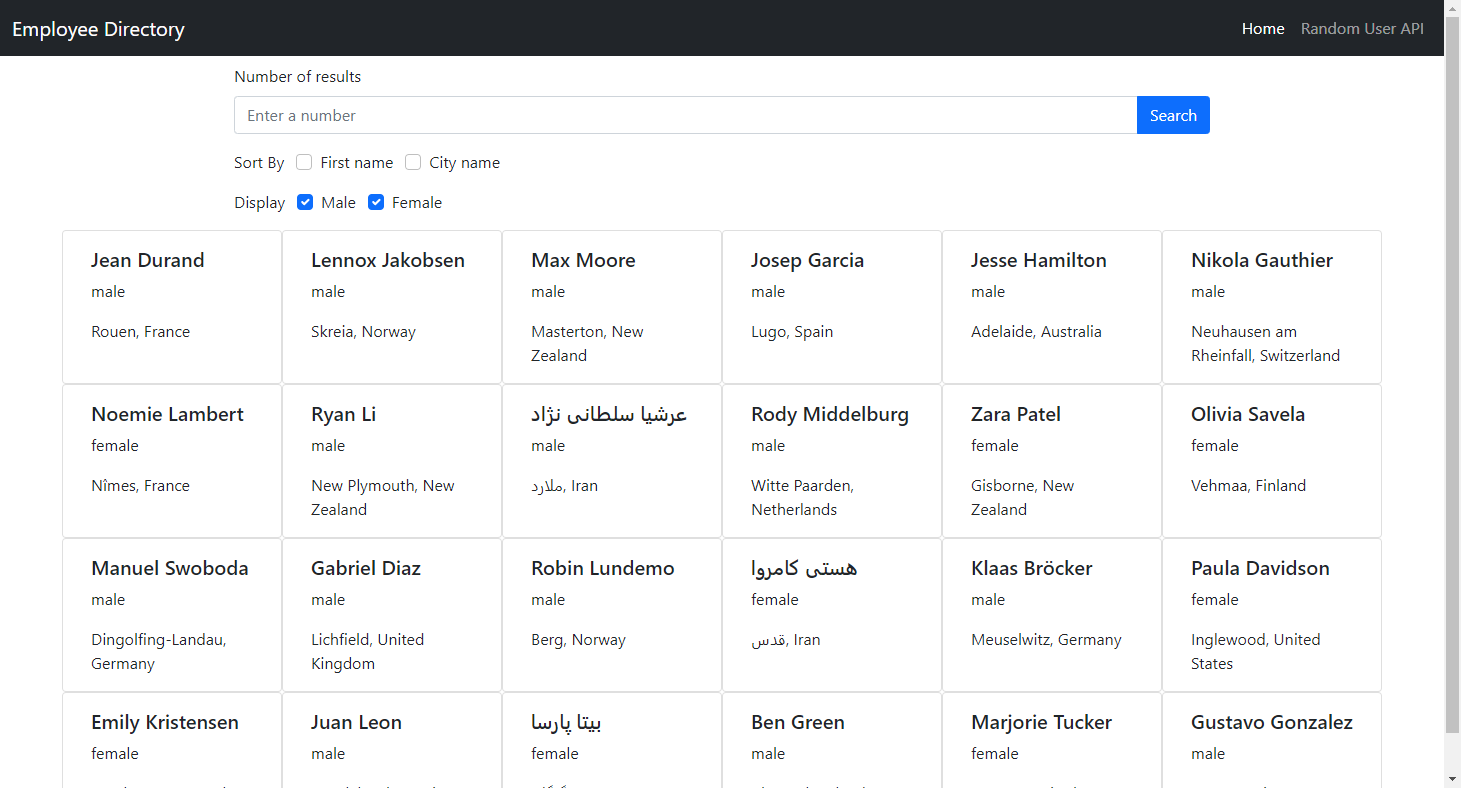 Employee Directory
Home
Random User API
Number of results
Enter a number
Search
Sort By First name City name
Display Male Female
Jean Durand
male
Rouen, France
Lennox Jakobsen
male
Skreia, Norway
Max Moore
male
Masterton, New
Zealand
Josep Garcia
male
Lugo, Spain
Jesse Hamilton
male
Adelaide, Australia
Nikola Gauthier
male
Neuhausen am
Rheinfall, Switzerland
Noemie Lambert
female
Nîmes, France
Ryan Li
male
New Plymouth, New
Zealand
عرشیا سلطانی نژاد
male
ملارد, Iran
Rody Middelburg
male
Witte Paarden,
Netherlands
Zara Patel
female
Gisborne, New
Zealand
Olivia Savela
female
Vehmaa, Finland
Manuel Swoboda
male
Dingolfing-Landau,
Germany
Gabriel Diaz
male
Lichfield, United
Kingdom
Robin Lundemo
male
Berg, Norway
هستی کامروا
female
قدس, Iran
Klaas Bröcker
male
Meuselwitz, Germany
Paula Davidson
female
Inglewood, United
States
Emily Kristensen
female
Juan Leon
male
بیتا پارسا
female
Ben Green
male
Marjorie Tucker
female
Gustavo Gonzalez
male